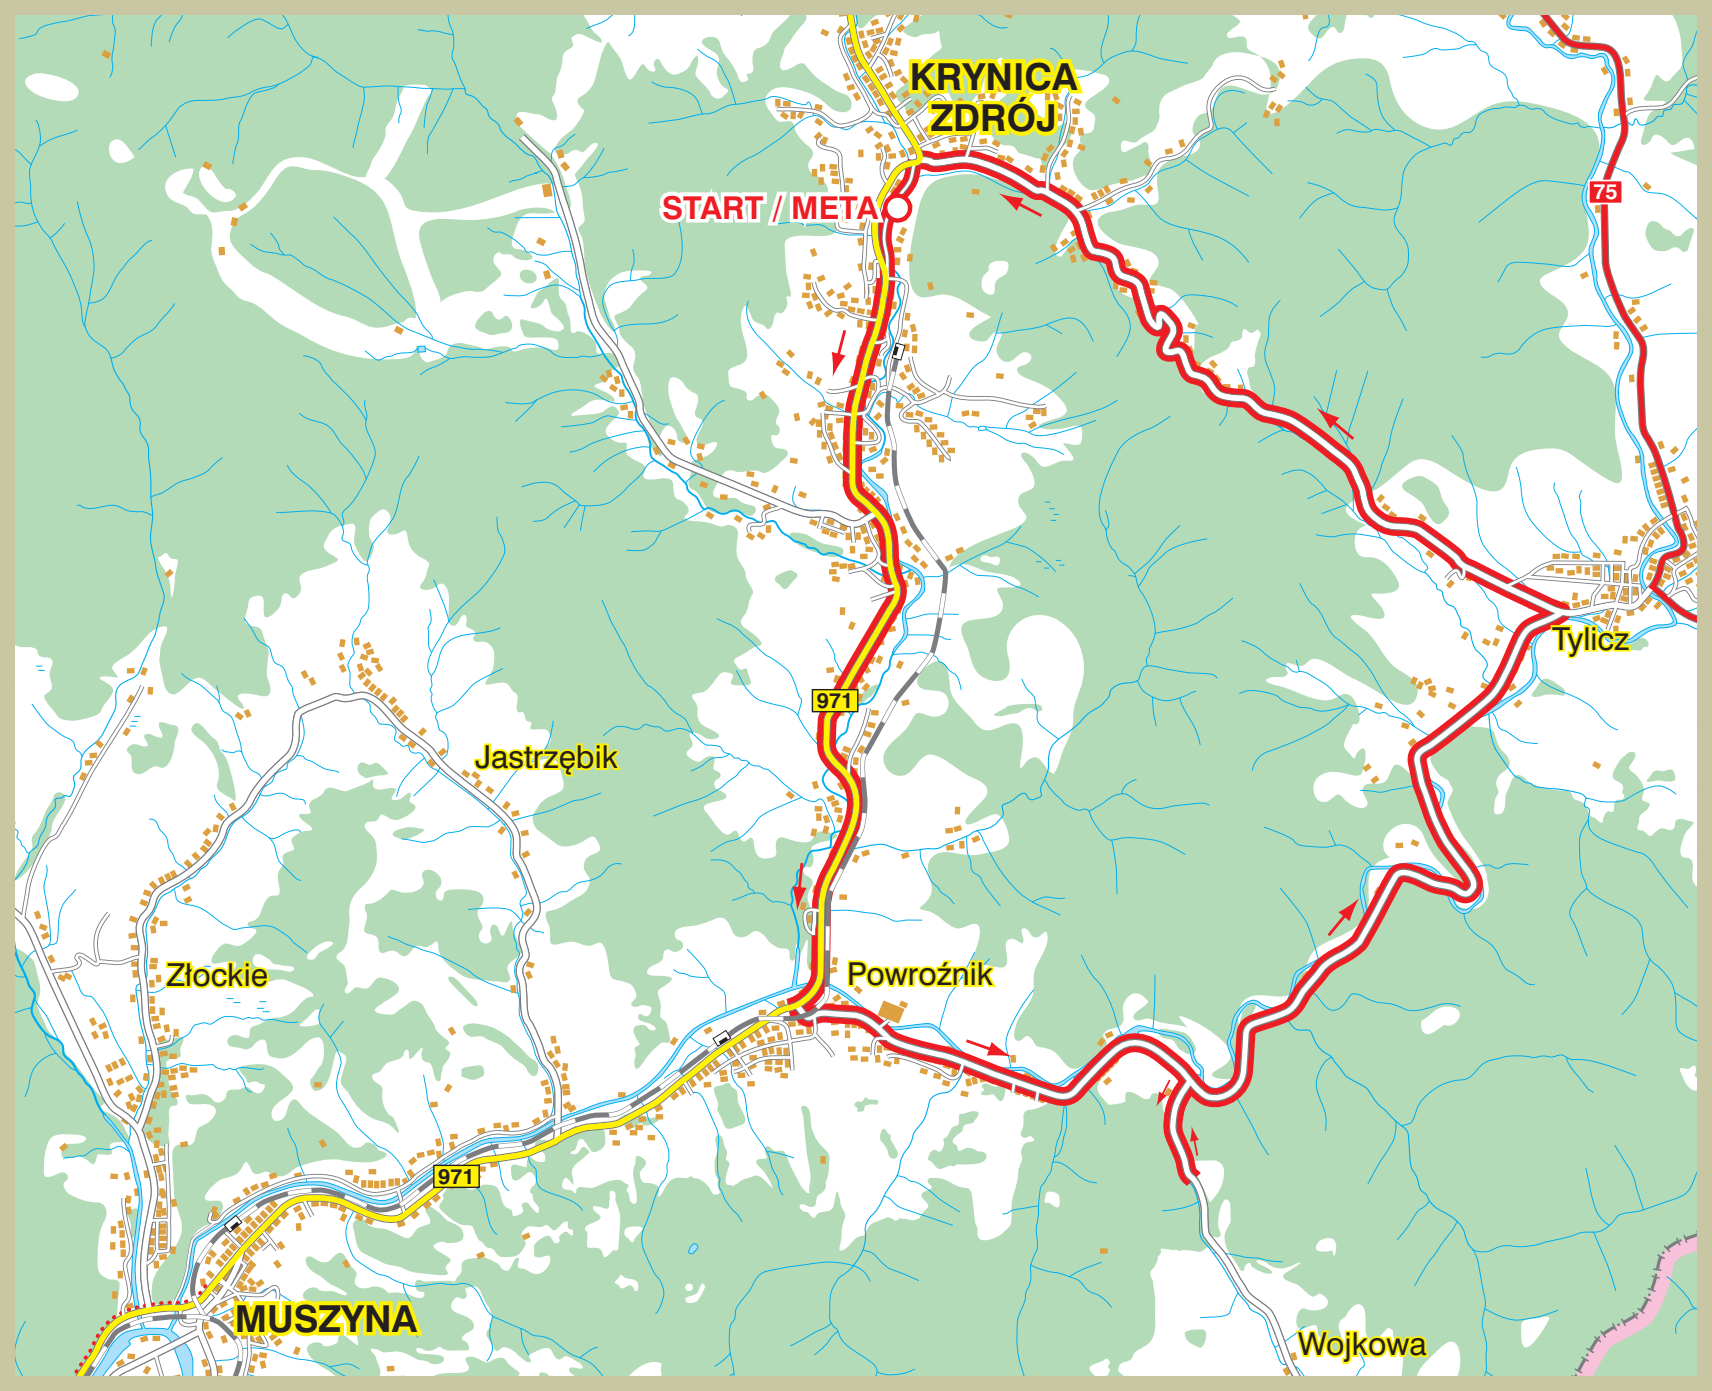 KRYNICA
ZDRÓJ
75
START / META
Tylicz
971
Jastrzębik
Powroźnik
Złockie
971
MUSZYNA
Wojkowa